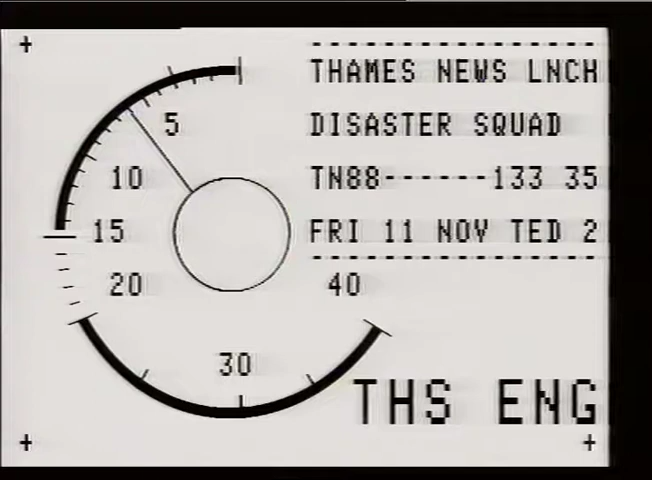 THAMES NEWS LNCH
DISASTER SQUAD
TN88------133 35
FRI 11 NOV TED 2
5
10
15
20
30
40
THS ENG